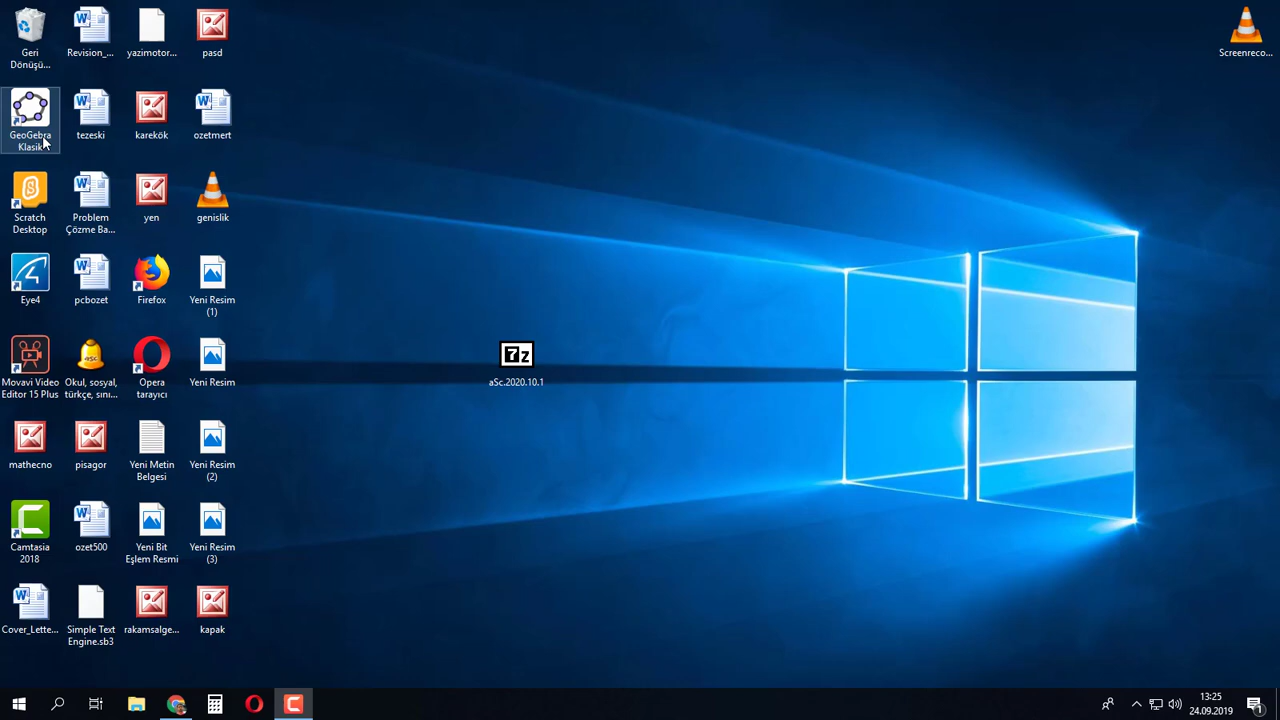 Geri
Dönüşü...
Revision_...
yazimotor...
pasd
Screenreco...
GeoGebra
Klasik
tezeski
karekök
ozetmert
Scratch
Desktop
Problem
Çözme Ba...
yen
genislik
Eye4
pcbozet
Firefox
Yeni Resim
(1)
7z
aSc.2020.10.1
Movavi Video
Editor 15 Plus
aSc
Okul, sosyal,
türkçe, sını...
Opera
tarayıcı
Yeni Resim
mathecno
pisagor
Yeni Metin
Belgesi
Yeni Resim
(2)
Camtasia
2018
ozet500
Yeni Bit
Eşlem Resmi
Yeni Resim
(3)
Cover_Lette...
Simple Text
Engine.sb3
rakamsalge...
kapak
13:25
24.09.2019
1